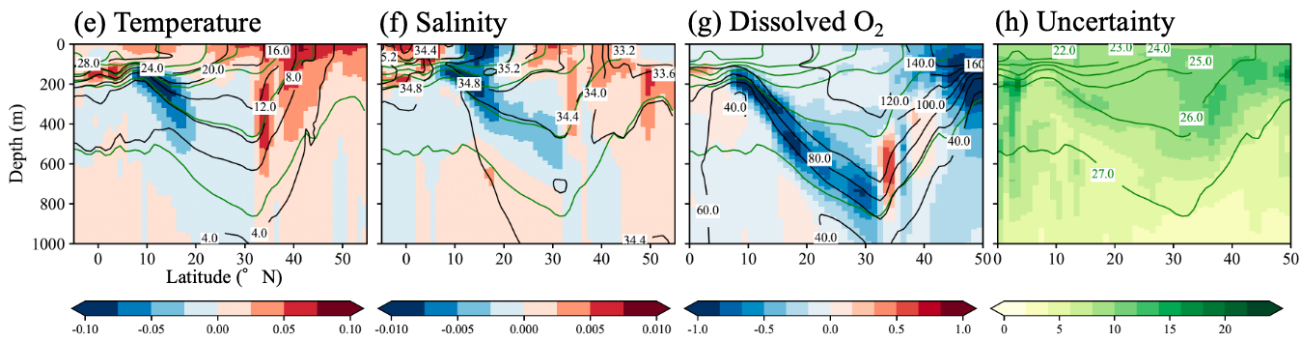 (e) Temperature (f) Salinity (g) Dissolved O₂ (h) Uncertainty
0
200
400
600
800
1000
Depth (m)
28.0 24.0 20.0 16.0 8.0 12.0 4.0 4.0
5.2 34.4 35.2 33.2 34.8 34.8 34.0 33.6 34.4 34.4
140.0 160 40.0 120.0 100.0 80.0 40.0 60.0 40.0
22.0 23.0 24.0 25.0 26.0 27.0
0 10 20 30 40 50
0 10 20 30 40 50
0 10 20 30 40 50
0 10 20 30 40 50
Latitude (° N)
-0.10 -0.05 0.00 0.05 0.10
-0.010 -0.005 0.000 0.005 0.010
-1.0 -0.5 0.0 0.5 1.0
0 5 10 15 20